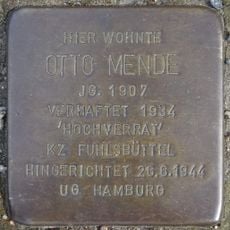 HIER WOHNTE
OTTO MENDE
JG. 1907
VERHAFTET 1934
'HOCHVERRAT'
KZ FUHLSBÜTTEL
HINGERICHTET 26.6.1944
UG HAMBURG